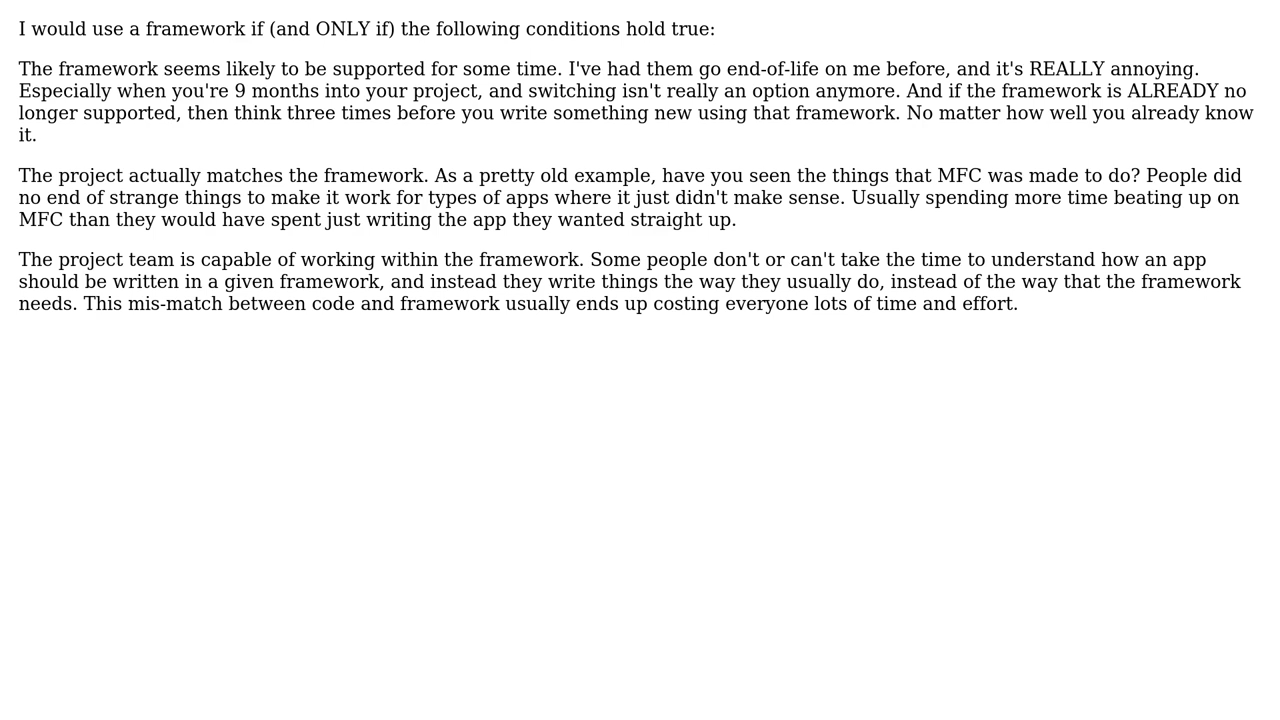 I would use a framework if (and ONLY if) the following conditions hold true:
The framework seems likely to be supported for some time. I've had them go end-of-life on me before, and it's REALLY annoying.
Especially when you're 9 months into your project, and switching isn't really an option anymore. And if the framework is ALREADY no
longer supported, then think three times before you write something new using that framework. No matter how well you already know
it.
The project actually matches the framework. As a pretty old example, have you seen the things that MFC was made to do? People did
no end of strange things to make it work for types of apps where it just didn't make sense. Usually spending more time beating up on
MFC than they would have spent just writing the app they wanted straight up.
The project team is capable of working within the framework. Some people don't or can't take the time to understand how an app
should be written in a given framework, and instead they write things the way they usually do, instead of the way that the framework
needs. This mis-match between code and framework usually ends up costing everyone lots of time and effort.